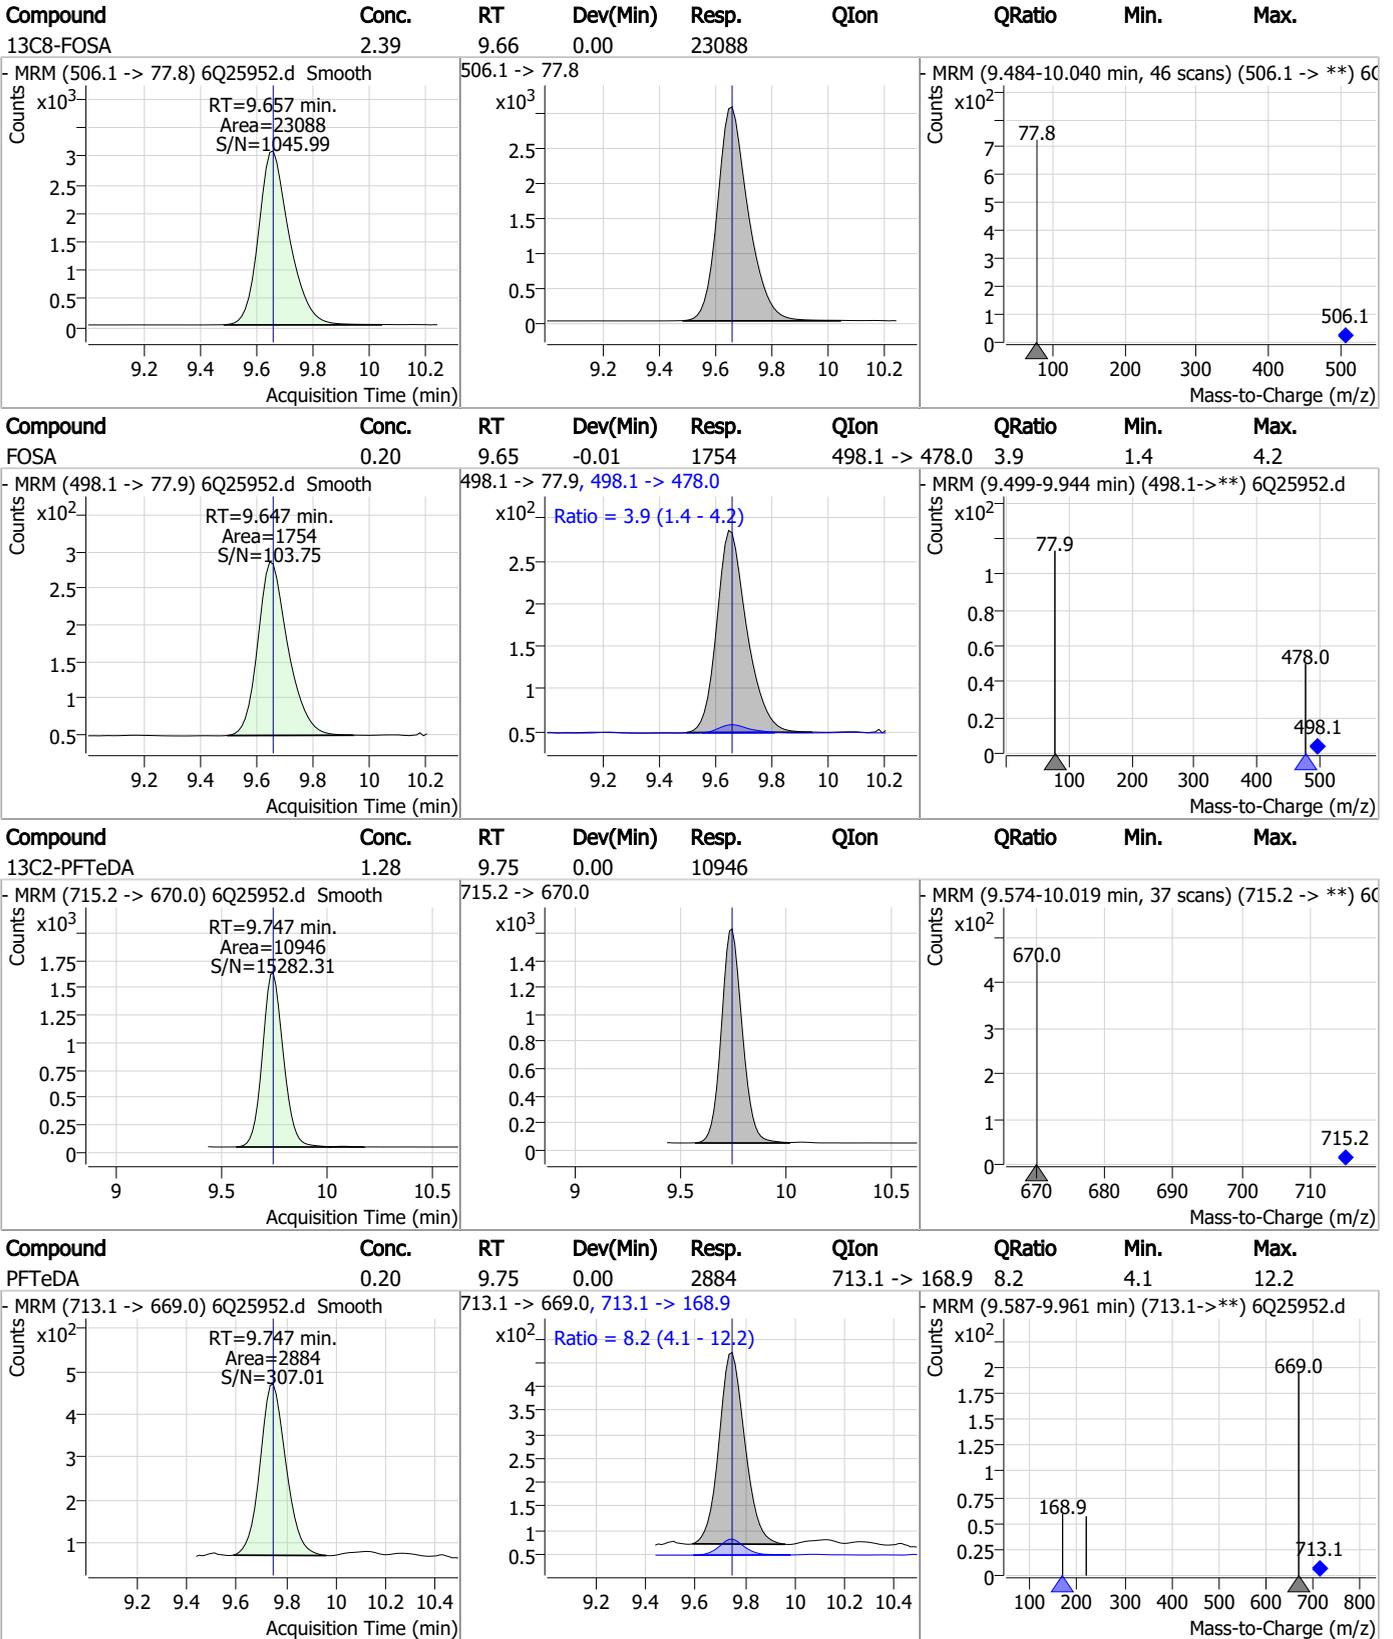 Compound Conc. RT Dev(Min) Resp. QIon QRatio Min. Max.
13C8-FOSA 2.39 9.66 0.00 23088
- MRM (506.1 -> 77.8) 6Q25952.d Smooth
Counts
x10³
RT=9.657 min.
Area=23088
S/N=1045.99
3
2.5
2
1.5
1
0.5
0
9.2 9.4 9.6 9.8 10 10.2
Acquisition Time (min)
506.1 -> 77.8
x10³
2.5
2
1.5
1
0.5
0
9.2 9.4 9.6 9.8 10 10.2
- MRM (9.484-10.040 min, 46 scans) (506.1 -> **) 6
Counts
x10²
77.8
7
6
5
4
3
2
1
506.1
0
100 200 300 400 500
Mass-to-Charge (m/z)
Compound Conc. RT Dev(Min) Resp. QIon QRatio Min. Max.
FOSA 0.20 9.65 -0.01 1754 498.1 -> 478.0 3.9 1.4 4.2
- MRM (498.1 -> 77.9) 6Q25952.d Smooth
Counts
x10²
RT=9.647 min.
Area=1754
S/N=103.75
3
2.5
2
1.5
1
0.5
9.2 9.4 9.6 9.8 10 10.2
Acquisition Time (min)
498.1 -> 77.9, 498.1 -> 478.0
x10²
Ratio = 3.9 (1.4 - 4.2)
2.5
2
1.5
1
0.5
9.2 9.4 9.6 9.8 10 10.2
- MRM (9.499-9.944 min) (498.1->**) 6Q25952.d
Counts
x10²
77.9
1
0.8
0.6
478.0
0.4
0.2
498.1
0
100 200 300 400 500
Mass-to-Charge (m/z)
Compound Conc. RT Dev(Min) Resp. QIon QRatio Min. Max.
13C2-PFTeDA 1.28 9.75 0.00 10946
- MRM (715.2 -> 670.0) 6Q25952.d Smooth
Counts
x10³
RT=9.747 min.
Area=10946
S/N=15282.31
1.75
1.5
1.25
1
0.75
0.5
0.25
0
9 9.5 10 10.5
Acquisition Time (min)
715.2 -> 670.0
x10³
1.4
1.2
1
0.8
0.6
0.4
0.2
0
9 9.5 10 10.5
- MRM (9.574-10.019 min, 37 scans) (715.2 -> **) 6
Counts
x10²
670.0
4
3
2
1
715.2
0
670 680 690 700 710
Mass-to-Charge (m/z)
Compound Conc. RT Dev(Min) Resp. QIon QRatio Min. Max.
PFTeDA 0.20 9.75 0.00 2884 713.1 -> 168.9 8.2 4.1 12.2
- MRM (713.1 -> 669.0) 6Q25952.d Smooth
Counts
x10²
RT=9.747 min.
Area=2884
S/N=307.01
5
4
3
2
1
9.2 9.4 9.6 9.8 10 10.2 10.4
Acquisition Time (min)
713.1 -> 669.0, 713.1 -> 168.9
x10²
Ratio = 8.2 (4.1 - 12.2)
4
3.5
3
2.5
2
1.5
1
0.5
9.2 9.4 9.6 9.8 10 10.2 10.4
- MRM (9.587-9.961 min) (713.1->**) 6Q25952.d
Counts
x10²
669.0
2
1.75
1.5
1.25
1
0.75
168.9
0.5
0.25
713.1
0
100 200 300 400 500 600 700 800
Mass-to-Charge (m/z)